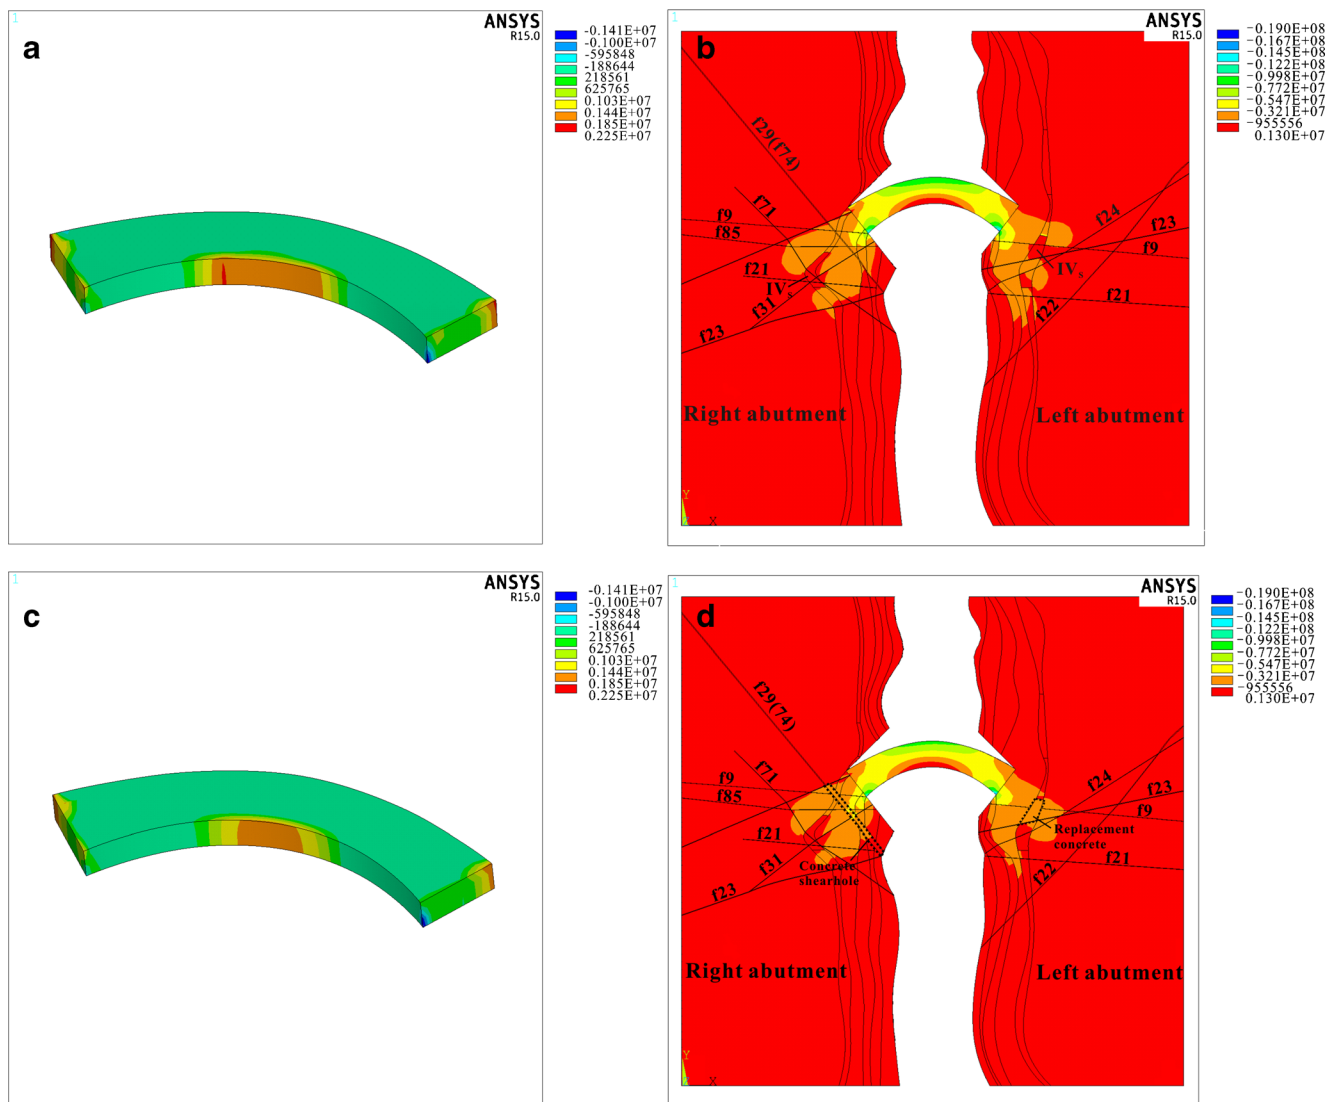 1
ANSYS
R15.0
a
-0.141E+07
-0.100E+07
-595848
-188644
218561
625765
0.103E+07
0.144E+07
0.185E+07
0.225E+07
1
ANSYS
R15.0
b
-0.190E+08
-0.167E+08
-0.145E+08
-0.122E+08
-0.998E+07
-0.772E+07
-0.547E+07
-0.321E+07
-955556
0.130E+07
f29(f74)
f71
f9
f85
f21
IVs
f31
f23
f24
f23
f9
IVs
f21
f22
Right abutment
Left abutment
Y
X
1
ANSYS
R15.0
c
-0.141E+07
-0.100E+07
-595848
-188644
218561
625765
0.103E+07
0.144E+07
0.185E+07
0.225E+07
1
ANSYS
R15.0
d
-0.190E+08
-0.167E+08
-0.145E+08
-0.122E+08
-0.998E+07
-0.772E+07
-0.547E+07
-0.321E+07
-955556
0.130E+07
f29(74)
f71
f9
f85
f21
f31
Concrete
shearhole
f23
f24
f23
f9
Replacement
concrete
f21
f22
Right abutment
Left abutment
Y
X